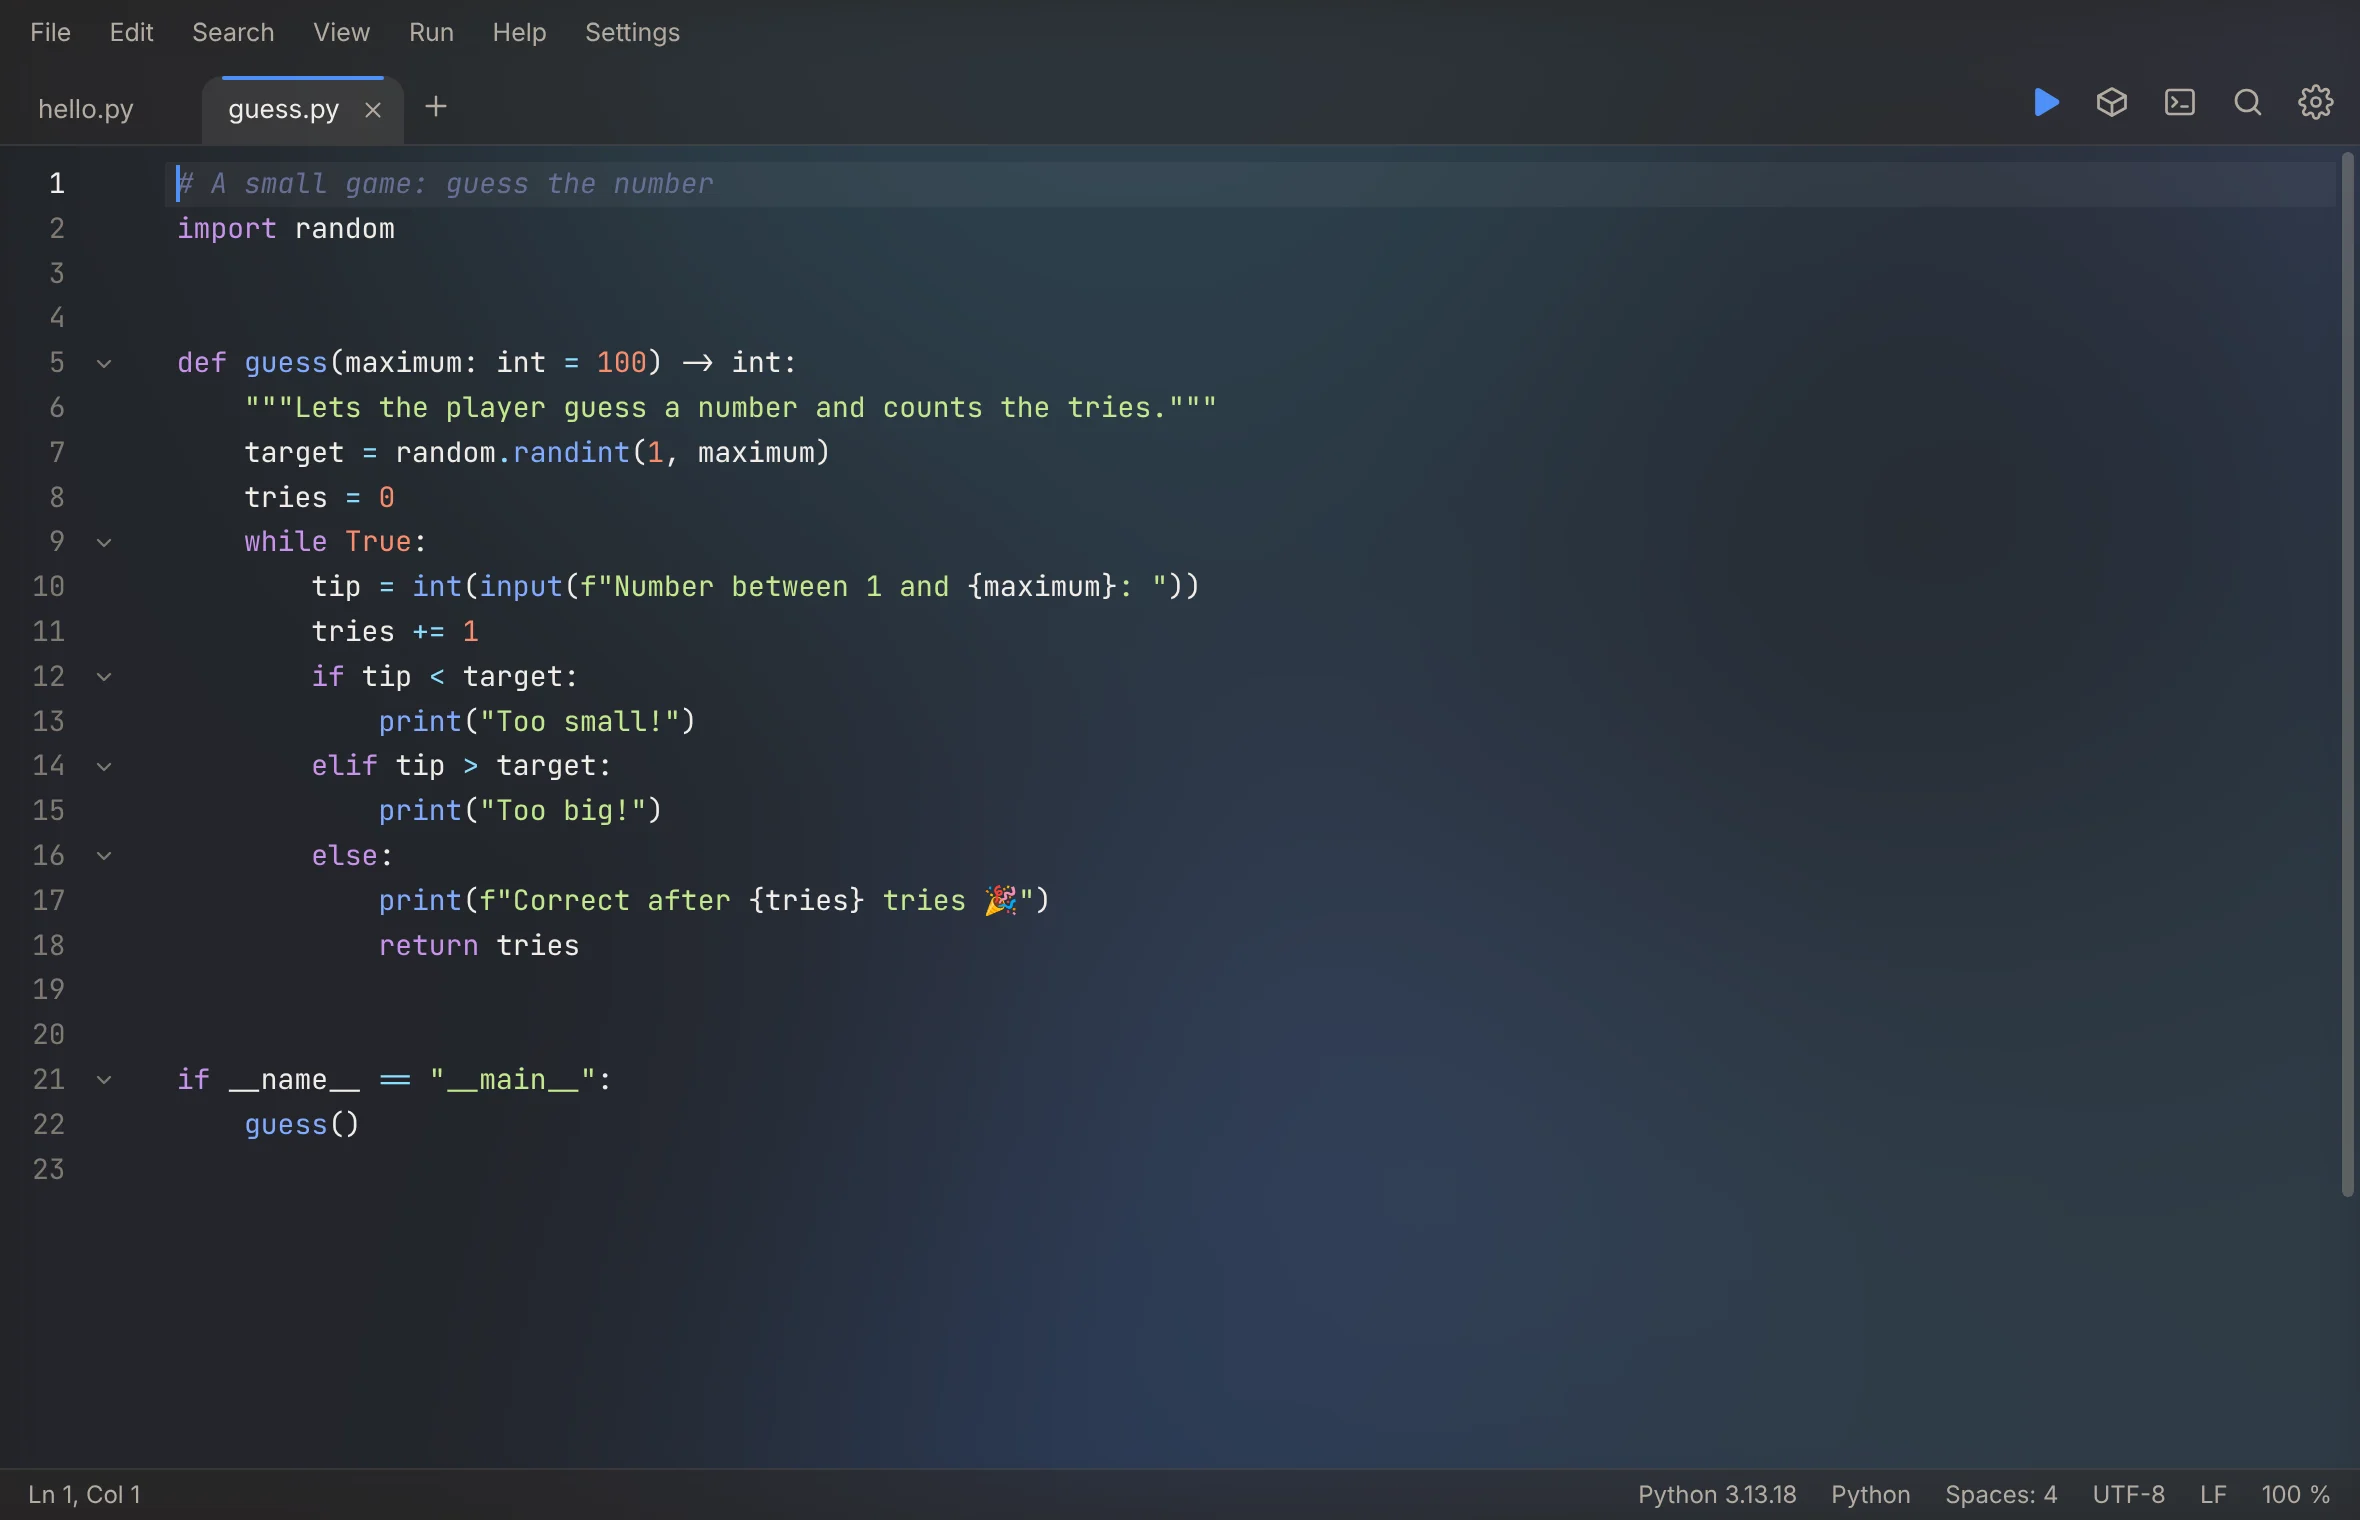 File Edit Search View Run Help Settings
hello.py guess.py
1 # A small game: guess the number
2 import random
3
4
5 def guess(maximum: int = 100) -> int:
6     """Lets the player guess a number and counts the tries."""
7     target = random.randint(1, maximum)
8     tries = 0
9     while True:
10         tip = int(input(f"Number between 1 and {maximum}: "))
11         tries += 1
12         if tip < target:
13             print("Too small!")
14         elif tip > target:
15             print("Too big!")
16         else:
17             print(f"Correct after {tries} tries 🎉")
18             return tries
19
20
21 if __name__ == "__main__":
22     guess()
23
Ln 1, Col 1 Python 3.13.18 Python Spaces: 4 UTF-8 LF 100 %